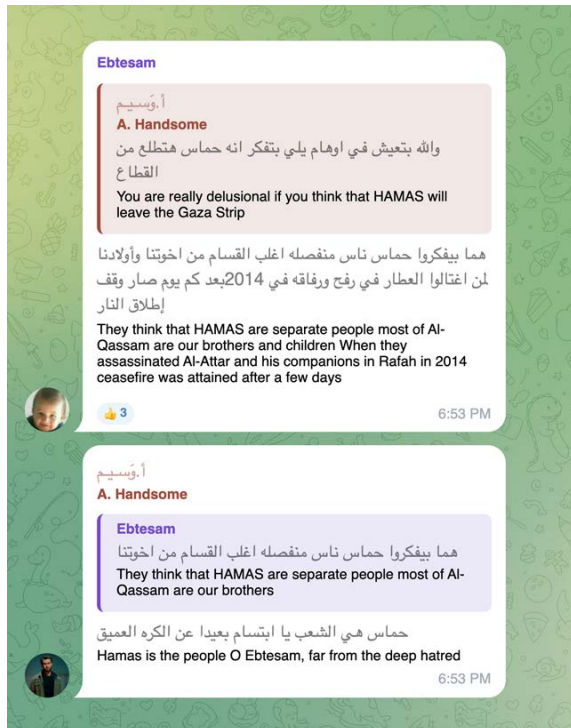 Ebtesam
أ.وَسيم
A. Handsome
والله بتعيش في اوهام يلي بتفكر انه حماس هتطلع من
القطاع
You are really delusional if you think that HAMAS will
leave the Gaza Strip
هما بيفكروا حماس ناس منفصله اغلب القسام من اخوتنا وأولادنا
لمن اغتالوا العطار في رفح ورفاقه في 2014بعد كم يوم صار وقف
إطلاق النار
They think that HAMAS are separate people most of Al-
Qassam are our brothers and children When they
assassinated Al-Attar and his companions in Rafah in 2014
ceasefire was attained after a few days
👍 3
6:53 PM
أ.وَسيم
A. Handsome
Ebtesam
هما بيفكروا حماس ناس منفصله اغلب القسام من اخوتنا
They think that HAMAS are separate people most of Al-
Qassam are our brothers
حماس هي الشعب يا ابتسام بعيدا عن الكره العميق
Hamas is the people O Ebtesam, far from the deep hatred
6:53 PM